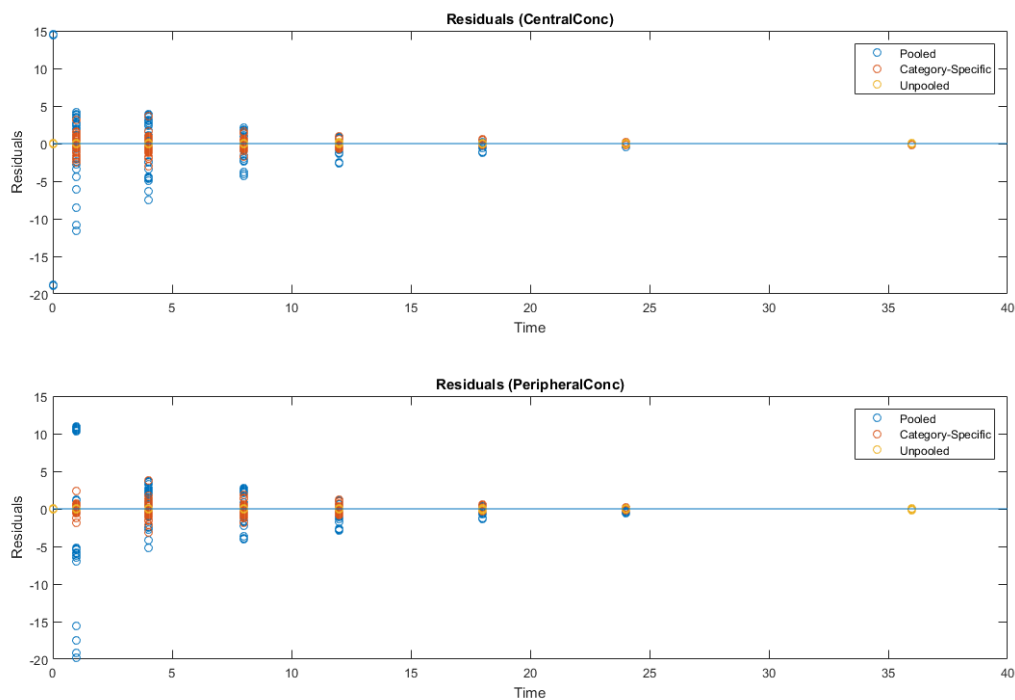 Residuals (CentralConc)
15
10
5
0
-5
-10
-15
-20
Residuals
Pooled
Category-Specific
Unpooled
0 5 10 15 20 25 30 35 40
Time
Residuals (PeripheralConc)
15
10
5
0
-5
-10
-15
-20
Residuals
Pooled
Category-Specific
Unpooled
0 5 10 15 20 25 30 35 40
Time